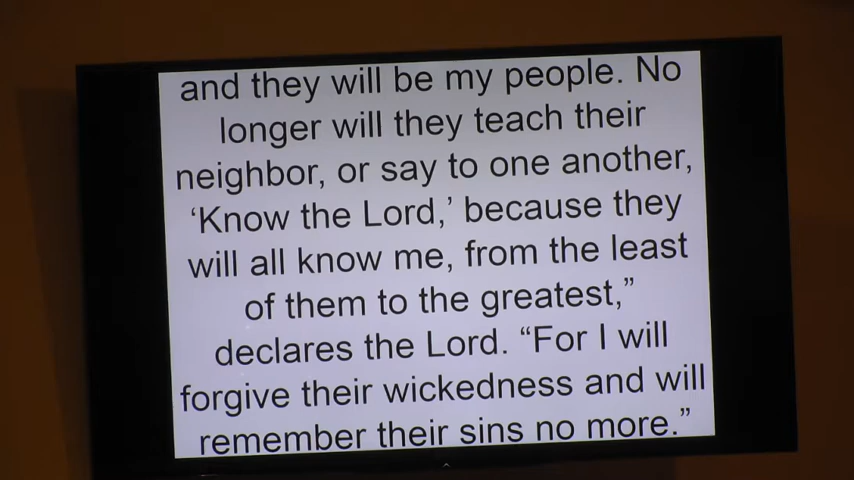 and they will be my people. No
longer will they teach their
neighbor, or say to one another,
‘Know the Lord,’ because they
will all know me, from the least
of them to the greatest,”
declares the Lord. “For I will
forgive their wickedness and will
remember their sins no more.”